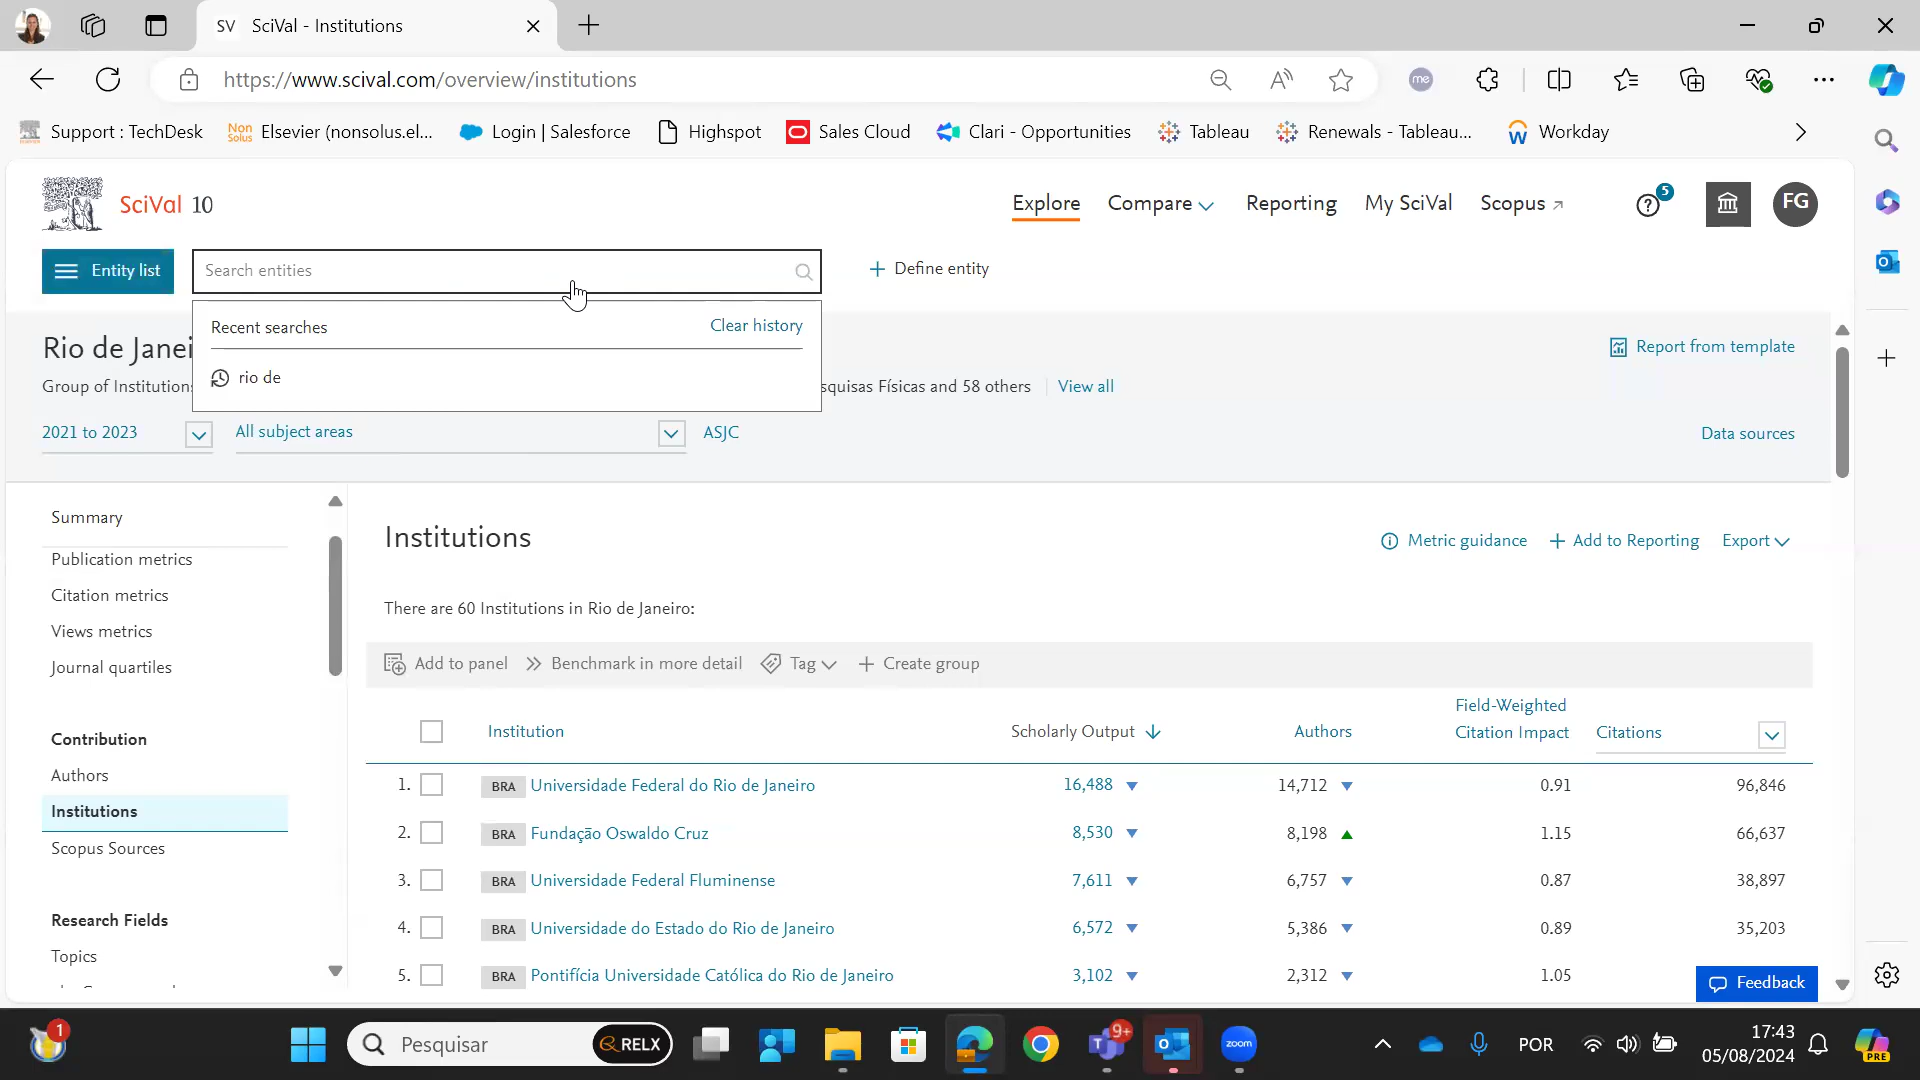 SV SciVal - Institutions
https://www.scival.com/overview/institutions
me
Support : TechDesk Non Solus Elsevier (nonsolus.el... Login | Salesforce Highspot Sales Cloud Clari - Opportunities Tableau Renewals - Tableau... Workday
SciVal 10 Explore Compare Reporting My SciVal Scopus 5 FG
Entity list Search entities Define entity
Recent searches Clear history
rio de
Rio de Janei Report from template
Group of Institution squisas Físicas and 58 others View all
2021 to 2023 All subject areas ASJC Data sources
Summary
Publication metrics
Citation metrics
Views metrics
Journal quartiles
Contribution
Authors
Institutions
Scopus Sources
Research Fields
Topics
Institutions Metric guidance Add to Reporting Export
There are 60 Institutions in Rio de Janeiro:
Add to panel Benchmark in more detail Tag Create group
Institution Scholarly Output Authors Field-Weighted Citation Impact Citations
1. BRA Universidade Federal do Rio de Janeiro 16,488 14,712 0.91 96,846
2. BRA Fundação Oswaldo Cruz 8,530 8,198 1.15 66,637
3. BRA Universidade Federal Fluminense 7,611 6,757 0.87 38,897
4. BRA Universidade do Estado do Rio de Janeiro 6,572 5,386 0.89 35,203
5. BRA Pontifícia Universidade Católica do Rio de Janeiro 3,102 2,312 1.05
Feedback
1 Pesquisar RELX 9+ zoom POR 17:43
05/08/2024 PRE